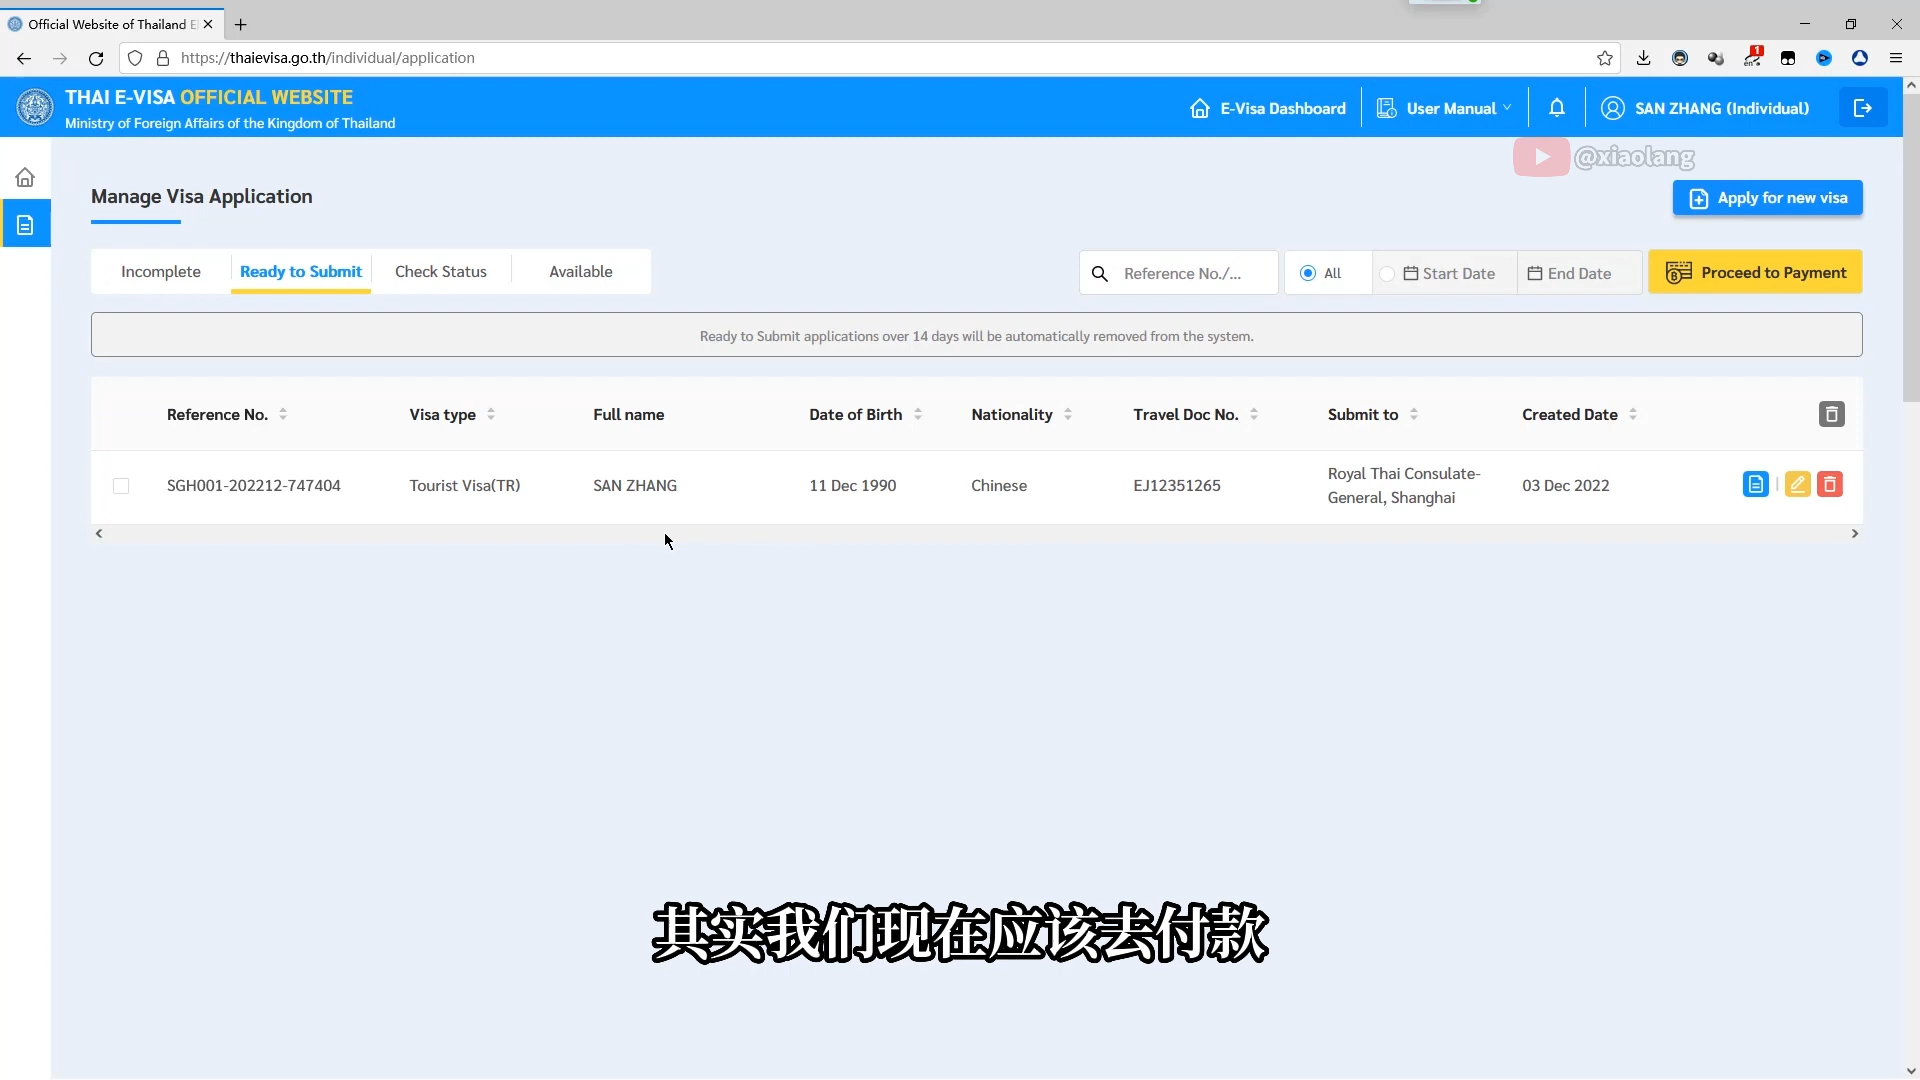 Official Website of Thailand E
https://thaievisa.go.th/individual/application
1
en
THAI E-VISA OFFICIAL WEBSITE
Ministry of Foreign Affairs of the Kingdom of Thailand
E-Visa Dashboard
User Manual
SAN ZHANG (Individual)
@xiaolang
Manage Visa Application
Apply for new visa
Incomplete
Ready to Submit
Check Status
Available
Reference No./...
All
Start Date
End Date
Proceed to Payment
Ready to Submit applications over 14 days will be automatically removed from the system.
Reference No. Visa type Full name Date of Birth Nationality Travel Doc No. Submit to Created Date
SGH001-202212-747404 Tourist Visa(TR) SAN ZHANG 11 Dec 1990 Chinese EJ12351265 Royal Thai Consulate- 03 Dec 2022
General, Shanghai
其实我们现在应该去付款